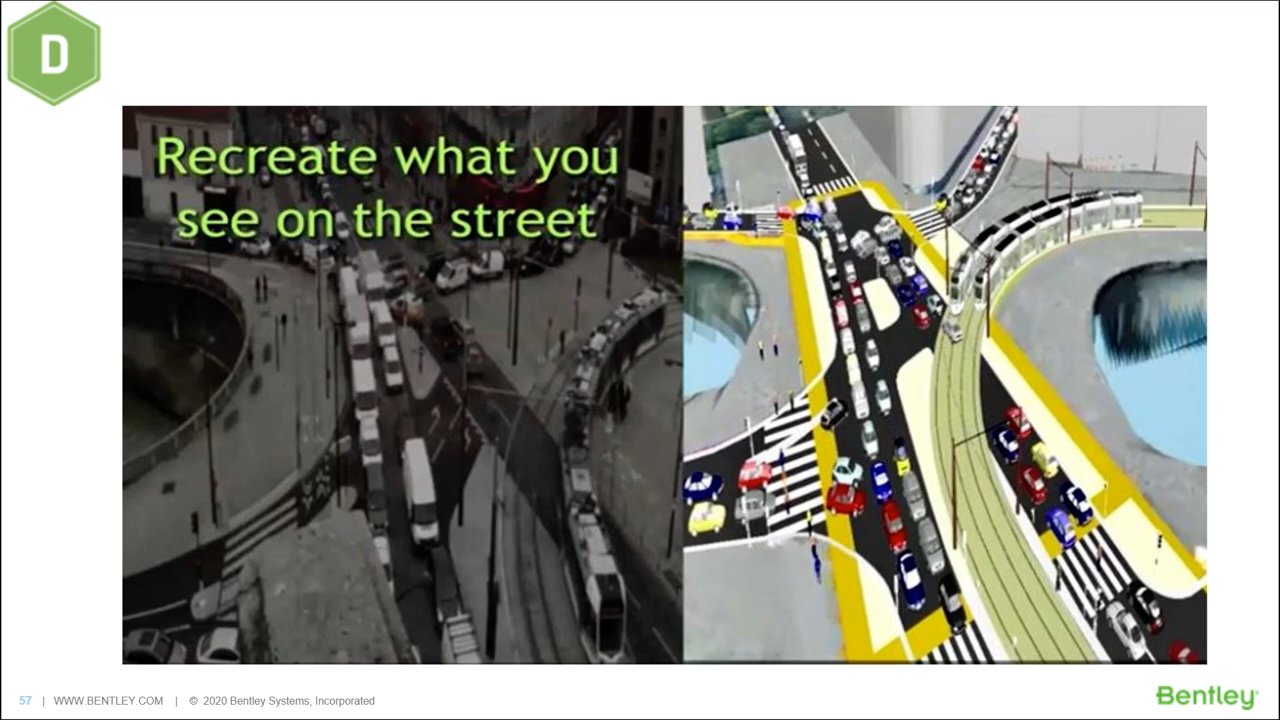 D
Recreate what you
see on the street
57 | WWW.BENTLEY.COM | © 2020 Bentley Systems, Incorporated
Bentley